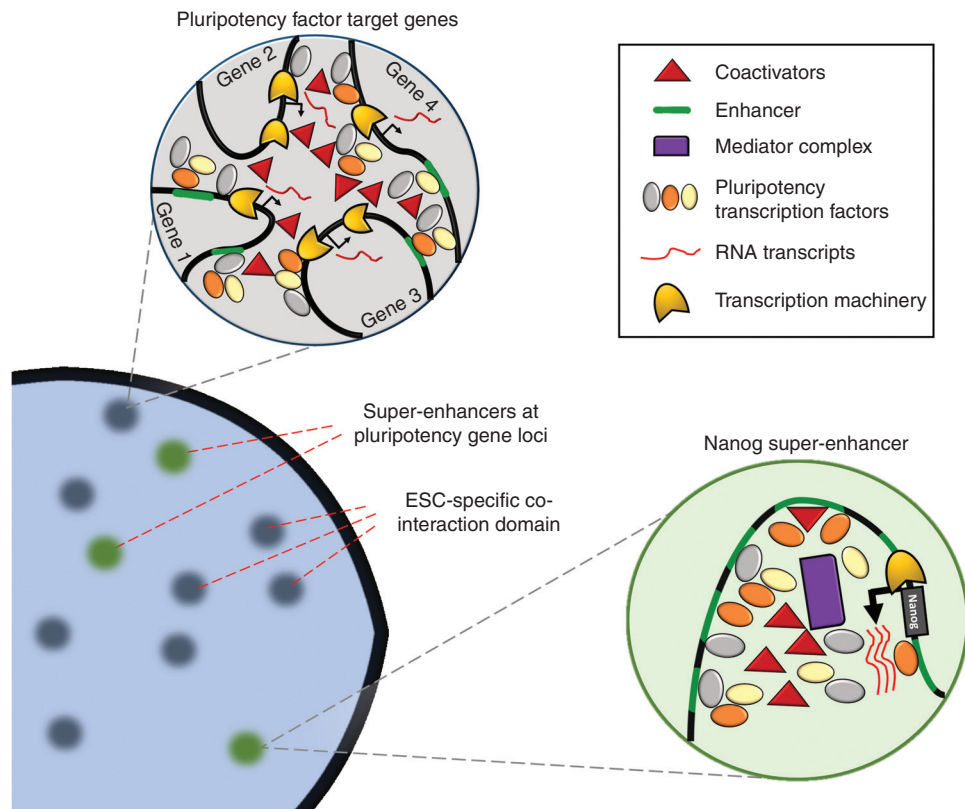 Pluripotency factor target genes
Gene 2
Gene 4
Gene 1
Gene 3
Coactivators
Enhancer
Mediator complex
Pluripotency
transcription factors
RNA transcripts
Transcription machinery
Super-enhancers at
pluripotency gene loci
ESC-specific co-
interaction domain
Nanog super-enhancer
Nanog